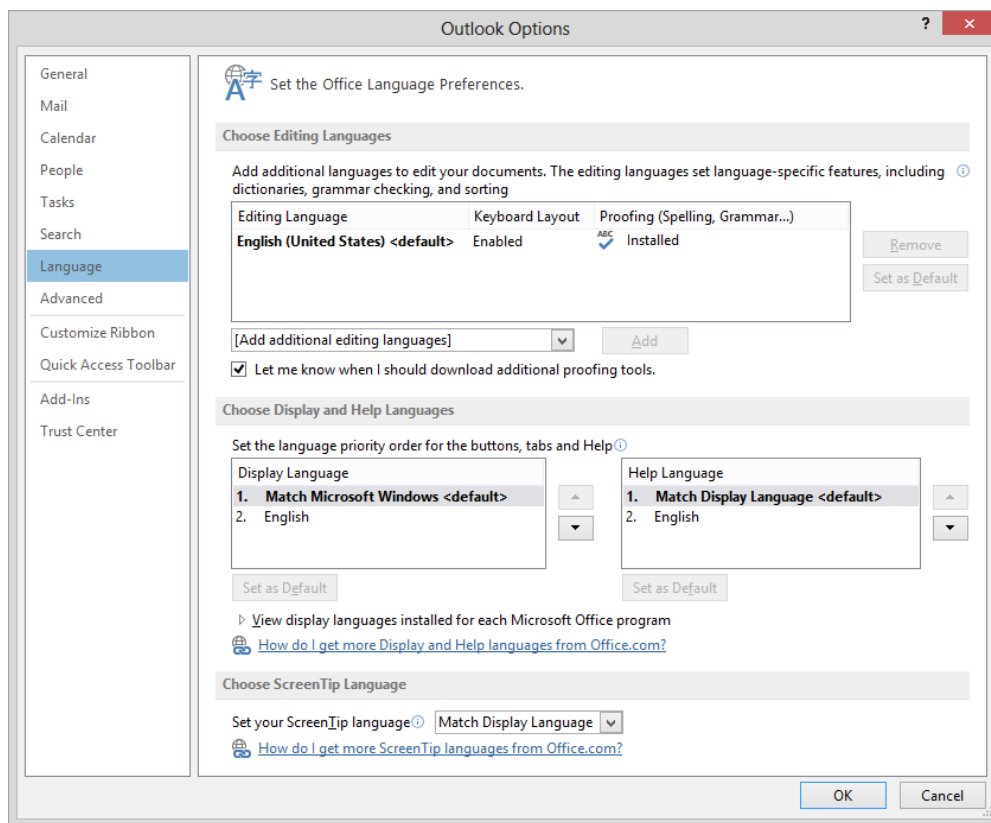 Outlook Options
?
General
Mail
Calendar
People
Tasks
Search
Language
Advanced
Customize Ribbon
Quick Access Toolbar
Add-Ins
Trust Center
A字
Set the Office Language Preferences.
Choose Editing Languages
Add additional languages to edit your documents. The editing languages set language-specific features, including
dictionaries, grammar checking, and sorting
Editing Language Keyboard Layout Proofing (Spelling, Grammar...)
English (United States) <default> Enabled ABC Installed
Remove
Set as Default
[Add additional editing languages] Add
Let me know when I should download additional proofing tools.
Choose Display and Help Languages
Set the language priority order for the buttons, tabs and Help
Display Language
1. Match Microsoft Windows <default>
2. English
Set as Default
Help Language
1. Match Display Language <default>
2. English
Set as Default
View display languages installed for each Microsoft Office program
How do I get more Display and Help languages from Office.com?
Choose ScreenTip Language
Set your ScreenTip language Match Display Language
How do I get more ScreenTip languages from Office.com?
OK Cancel